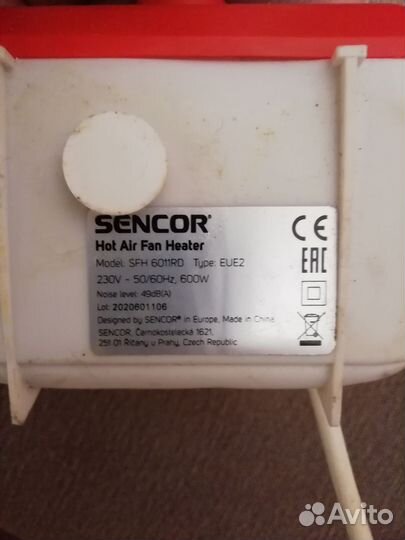 SENCOR®
Hot Air Fan Heater
Model: SFH 6011RD Type: EUE2
230V - 50/60Hz, 600W
Noise level: 49dB(A)
Lot: 2020601106
Designed by SENCOR® in Europe, Made in China
SENCOR, Černokostelecká 1621,
251 01 Říčany u Prahy, Czech Republic
CE
EAC
Avito